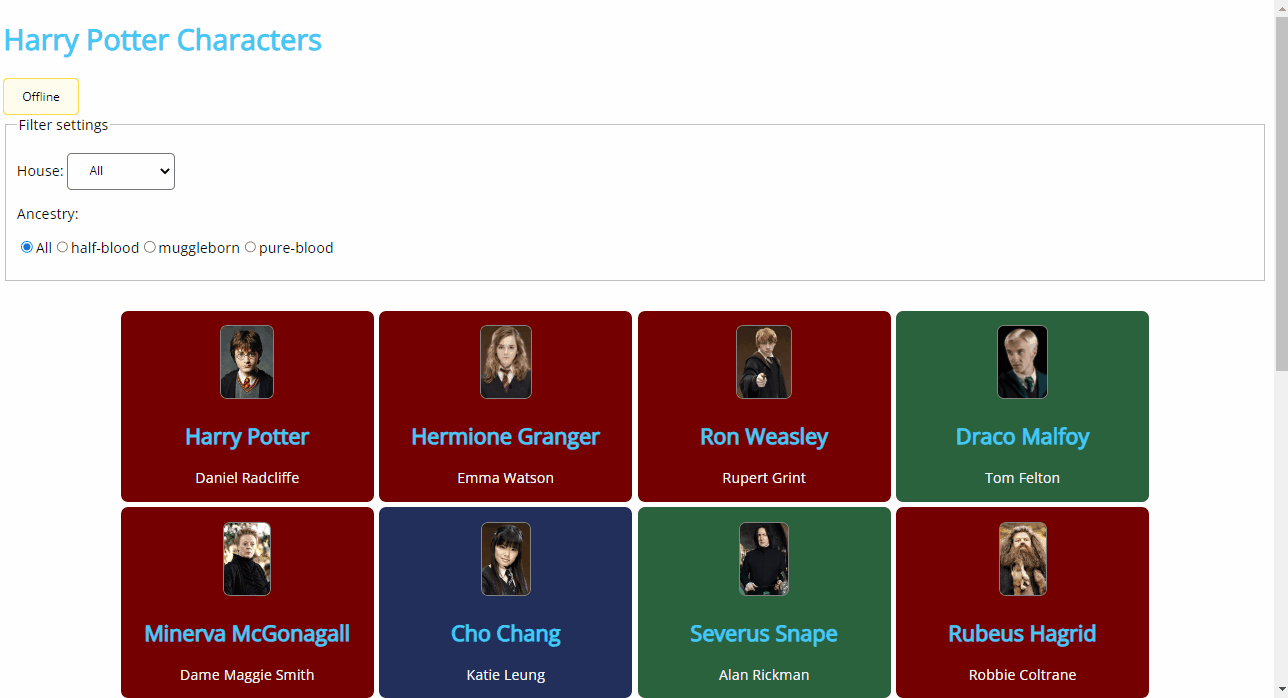 Harry Potter Characters
Offline
Filter settings
House: All
Ancestry:
All half-blood muggleborn pure-blood
Harry Potter Hermione Granger Ron Weasley Draco Malfoy
Daniel Radcliffe Emma Watson Rupert Grint Tom Felton
Minerva McGonagall Cho Chang Severus Snape Rubeus Hagrid
Dame Maggie Smith Katie Leung Alan Rickman Robbie Coltrane